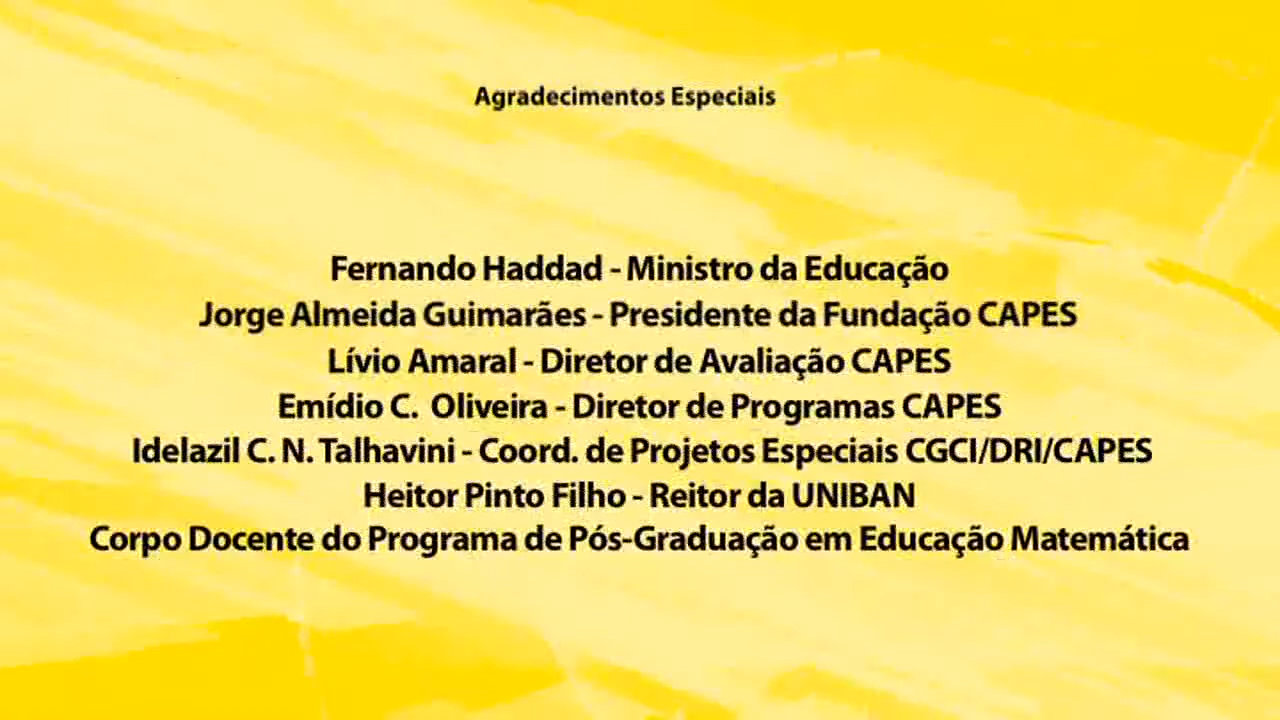 Agradecimentos Especiais
Fernando Haddad - Ministro da Educação
Jorge Almeida Guimarães - Presidente da Fundação CAPES
Lívio Amaral - Diretor de Avaliação CAPES
Emídio C. Oliveira - Diretor de Programas CAPES
Idelazil C. N. Talhavini - Coord. de Projetos Especiais CGCI/DRI/CAPES
Heitor Pinto Filho - Reitor da UNIBAN
Corpo Docente do Programa de Pós-Graduação em Educação Matemática